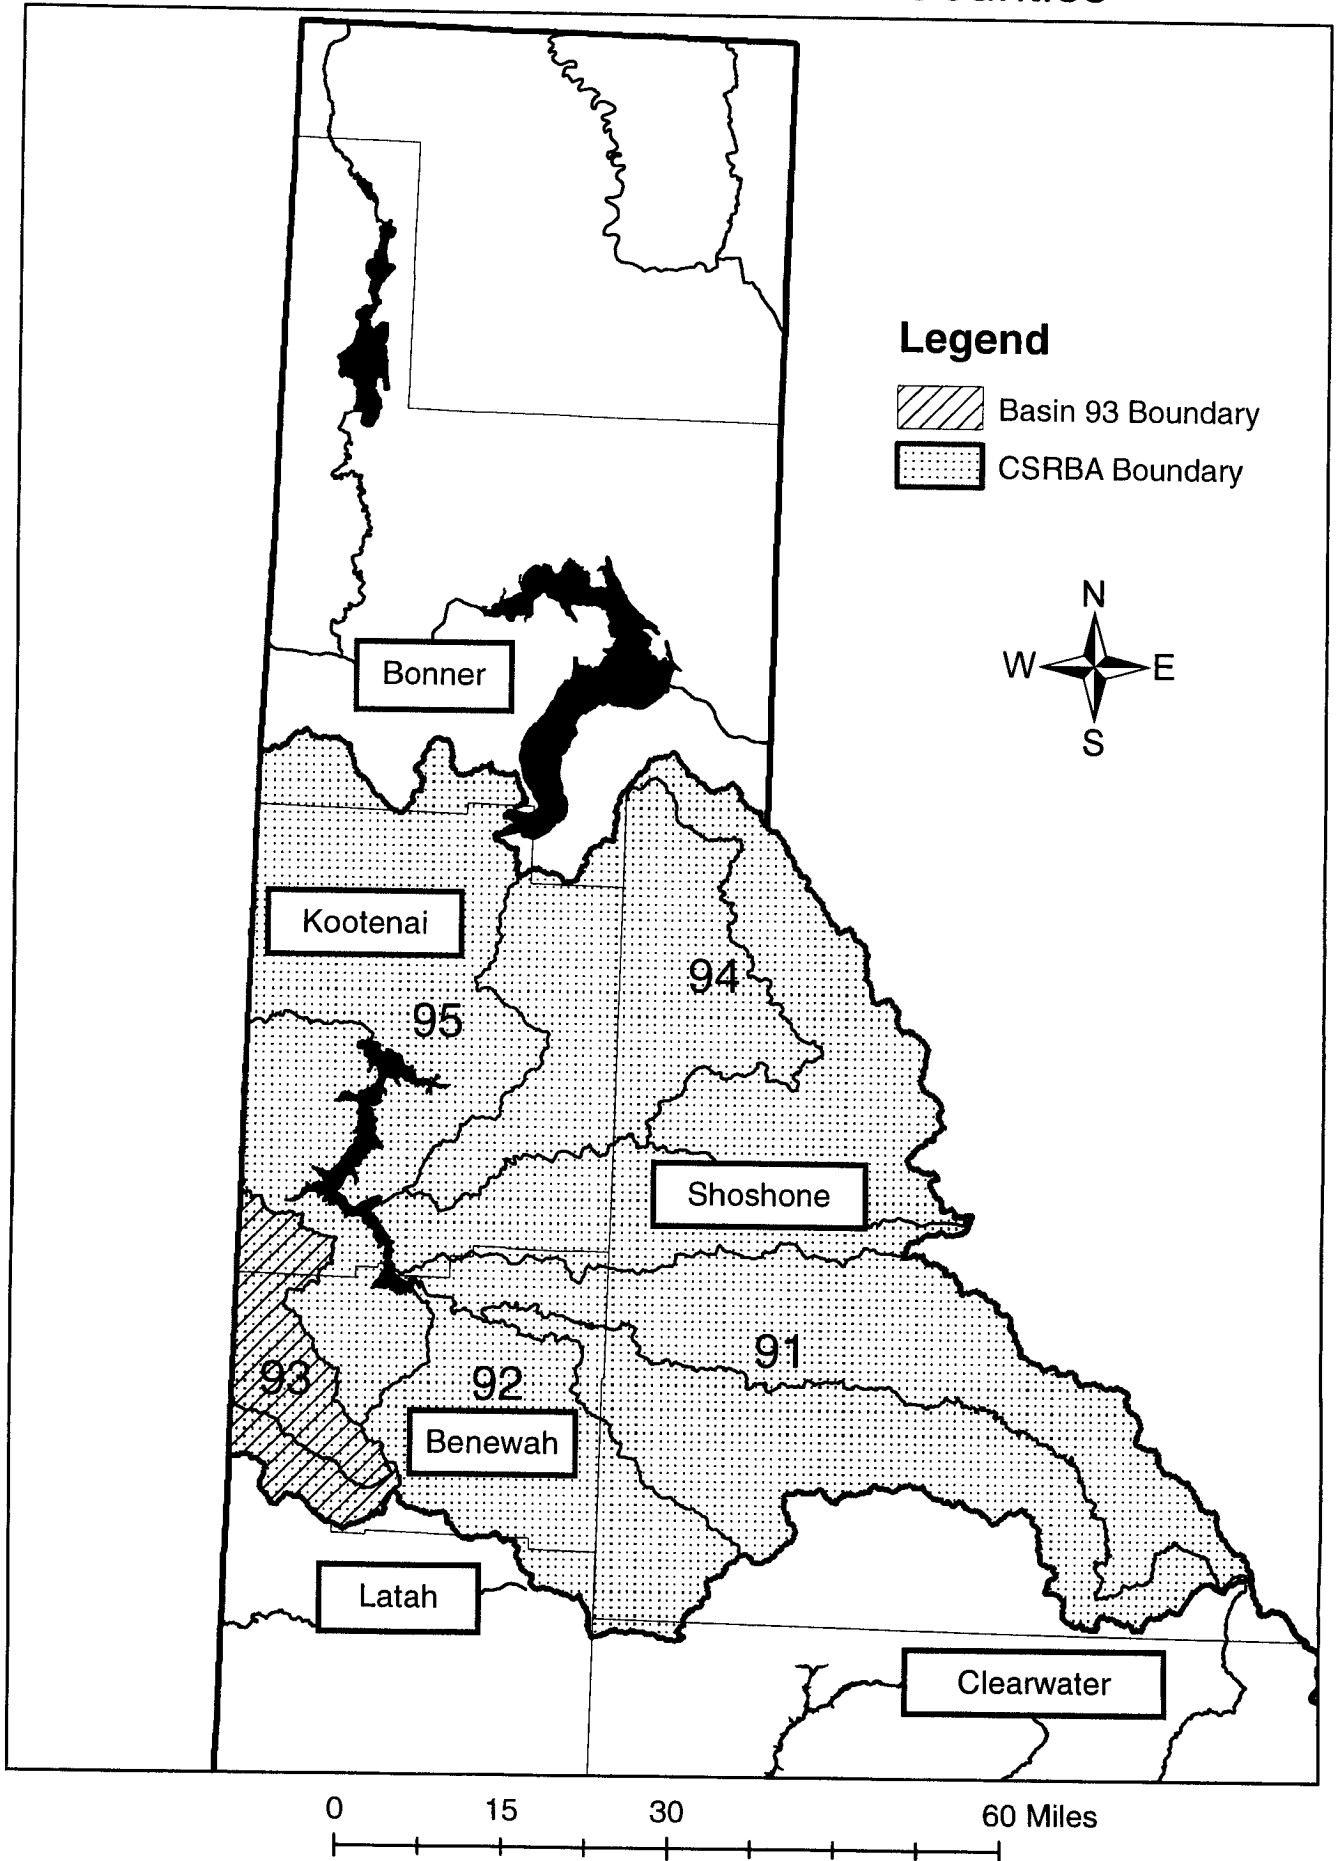 Legend
Basin 93 Boundary
CSRBA Boundary
N
W E
S
Bonner
Kootenai
94
95
Shoshone
91
93
92
Benewah
Latah
Clearwater
0 15 30 60 Miles